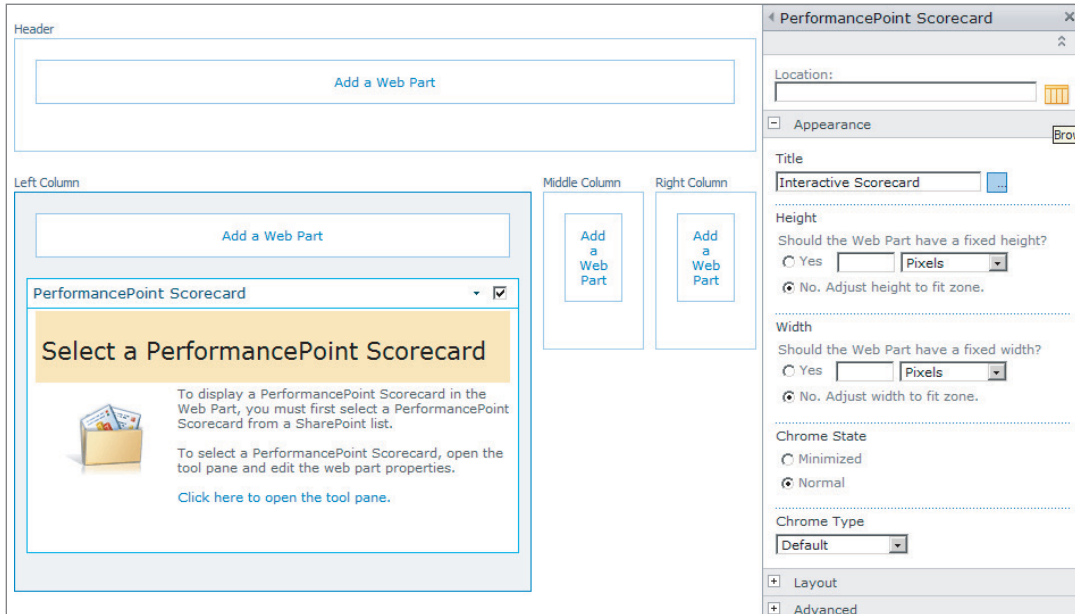 Header
Add a Web Part
Left Column
Add a Web Part
PerformancePoint Scorecard
Select a PerformancePoint Scorecard
To display a PerformancePoint Scorecard in the
Web Part, you must first select a PerformancePoint
Scorecard from a SharePoint list.
To select a PerformancePoint Scorecard, open the
tool pane and edit the web part properties.
Click here to open the tool pane.
Middle Column
Add
a
Web
Part
Right Column
Add
a
Web
Part
PerformancePoint Scorecard
Location:
Appearance
Brow
Title
Interactive Scorecard
...
Height
Should the Web Part have a fixed height?
Yes Pixels
No. Adjust height to fit zone.
Width
Should the Web Part have a fixed width?
Yes Pixels
No. Adjust width to fit zone.
Chrome State
Minimized
Normal
Chrome Type
Default
Layout
Advanced